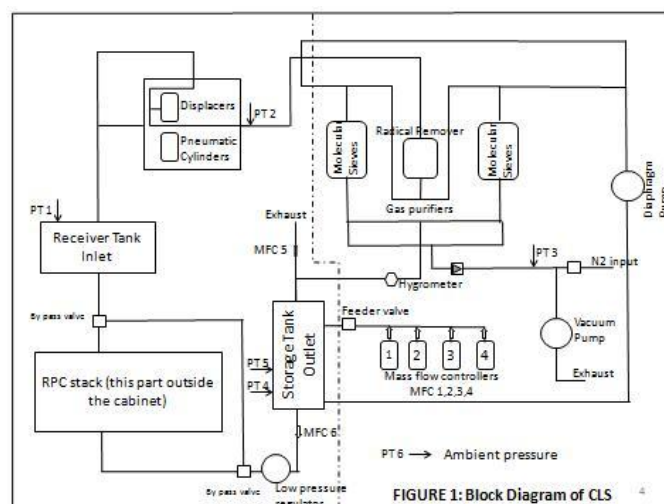 Displacers
PT 2
Pneumatic
Cylinders
Molecular
Sieves
Radical Remover
Molecular
Sieves
Diaphragm
Pump
PT 1
Receiver Tank
Inlet
Exhaust
MFC 5
Gas purifiers
PT 3
N2 input
Hygrometer
By pass valve
Feeder valve
Storage Tank
Outlet
1
2
3
4
Vacuum
Pump
Exhaust
RPC stack (this part outside
the cabinet)
PT 5
PT 4
Mass flow controllers
MFC 1,2,3,4
MFC 6
PT 6
Ambient pressure
By pass valve
Low pressure
regulator
FIGURE 1: Block Diagram of CLS
4